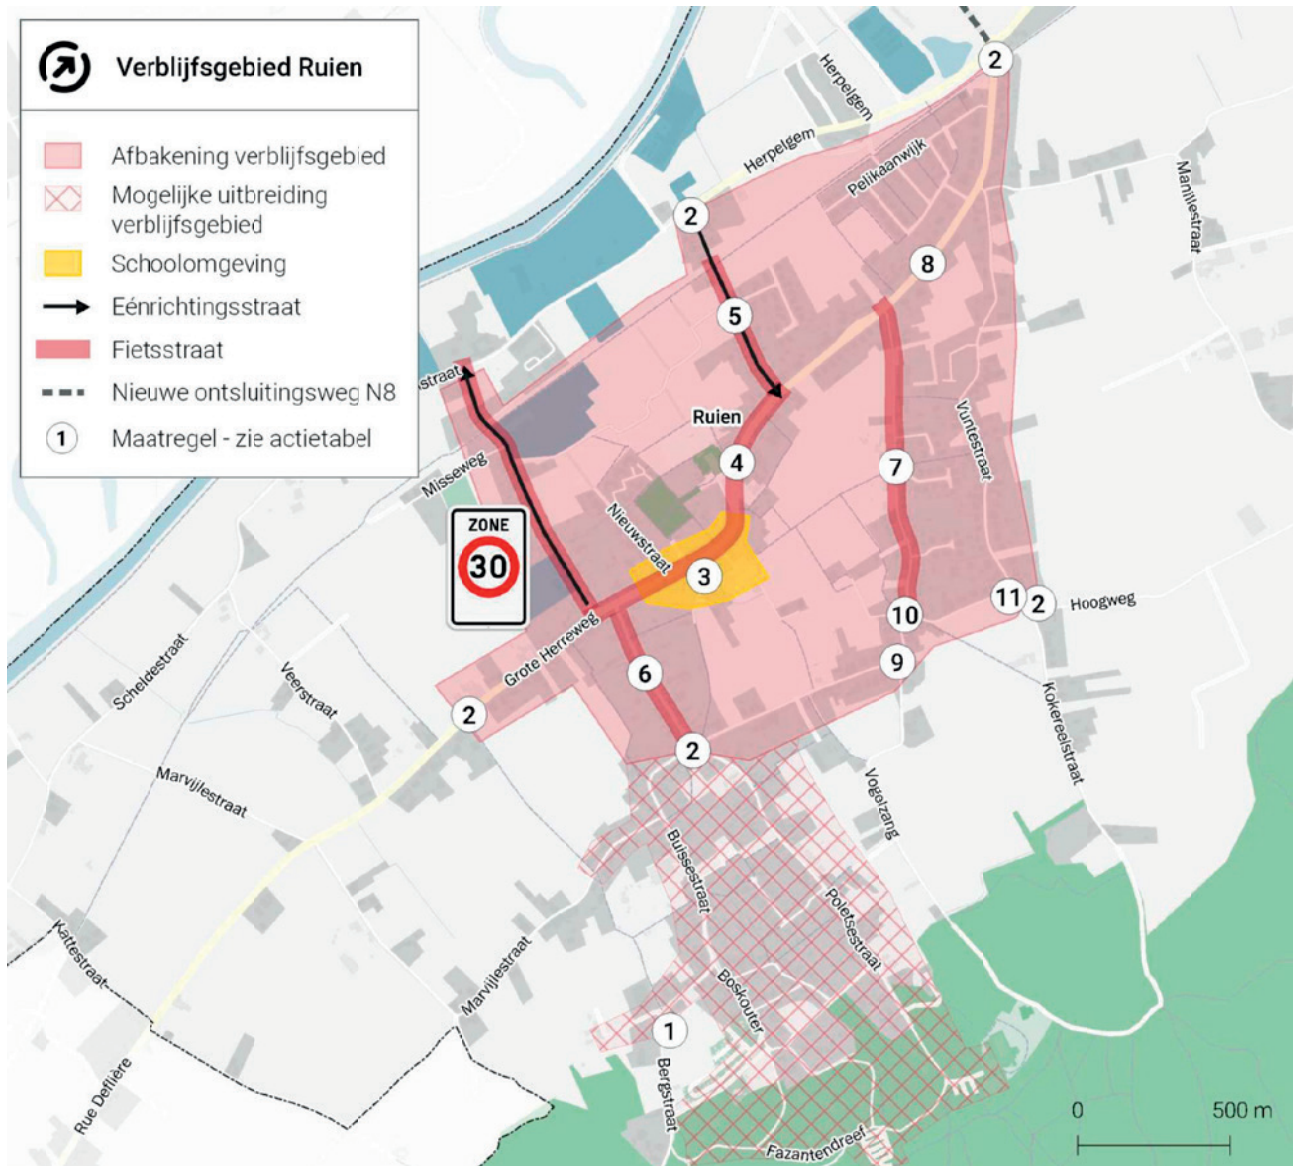 Verblijfsgebied Ruien
Afbakening verblijfsgebied
Mogelijke uitbreiding
verblijfsgebied
Schoolomgeving
Eénrichtingsstraat
Fietsstraat
Nieuwe ontsluitingsweg N8
1 Maatregel - zie actietabel
2
Herpelgem
Herpelgem
Pelikaanwijk
Manillestraat
2
8
5
straat
Ruien
Vuntestraat
4
7
Misseweg
ZONE
30
Nieuwstraat
3
11
2
Hoogweg
10
Grote Herreweg
9
6
Scheldestraat
Veerstraat
2
2
Kokereelstraat
Marvijlestraat
Vogelzang
Buissestraat
Poletsestraat
Kattestraat
Marvijlestraat
Boskouter
1
Bergstraat
Rue Deflière
Fazantendreef
0
500 m